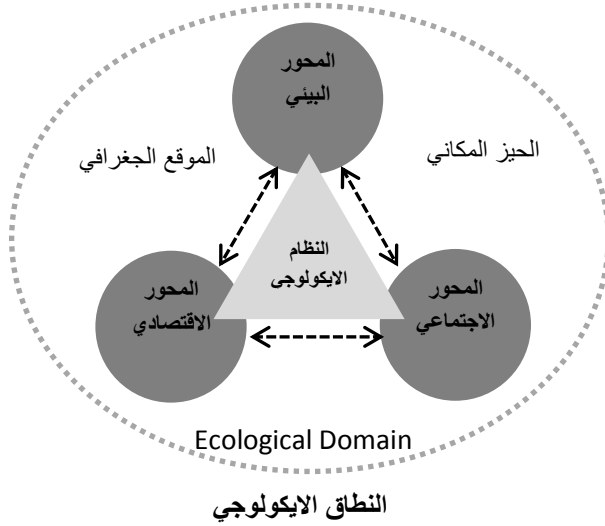 المحور
البيئي
الحيز المكاني
الموقع الجغرافي
النظام
الايكولوجى
المحور
الاجتماعي
المحور
الاقتصادي
Ecological Domain
النطاق الايكولوجي